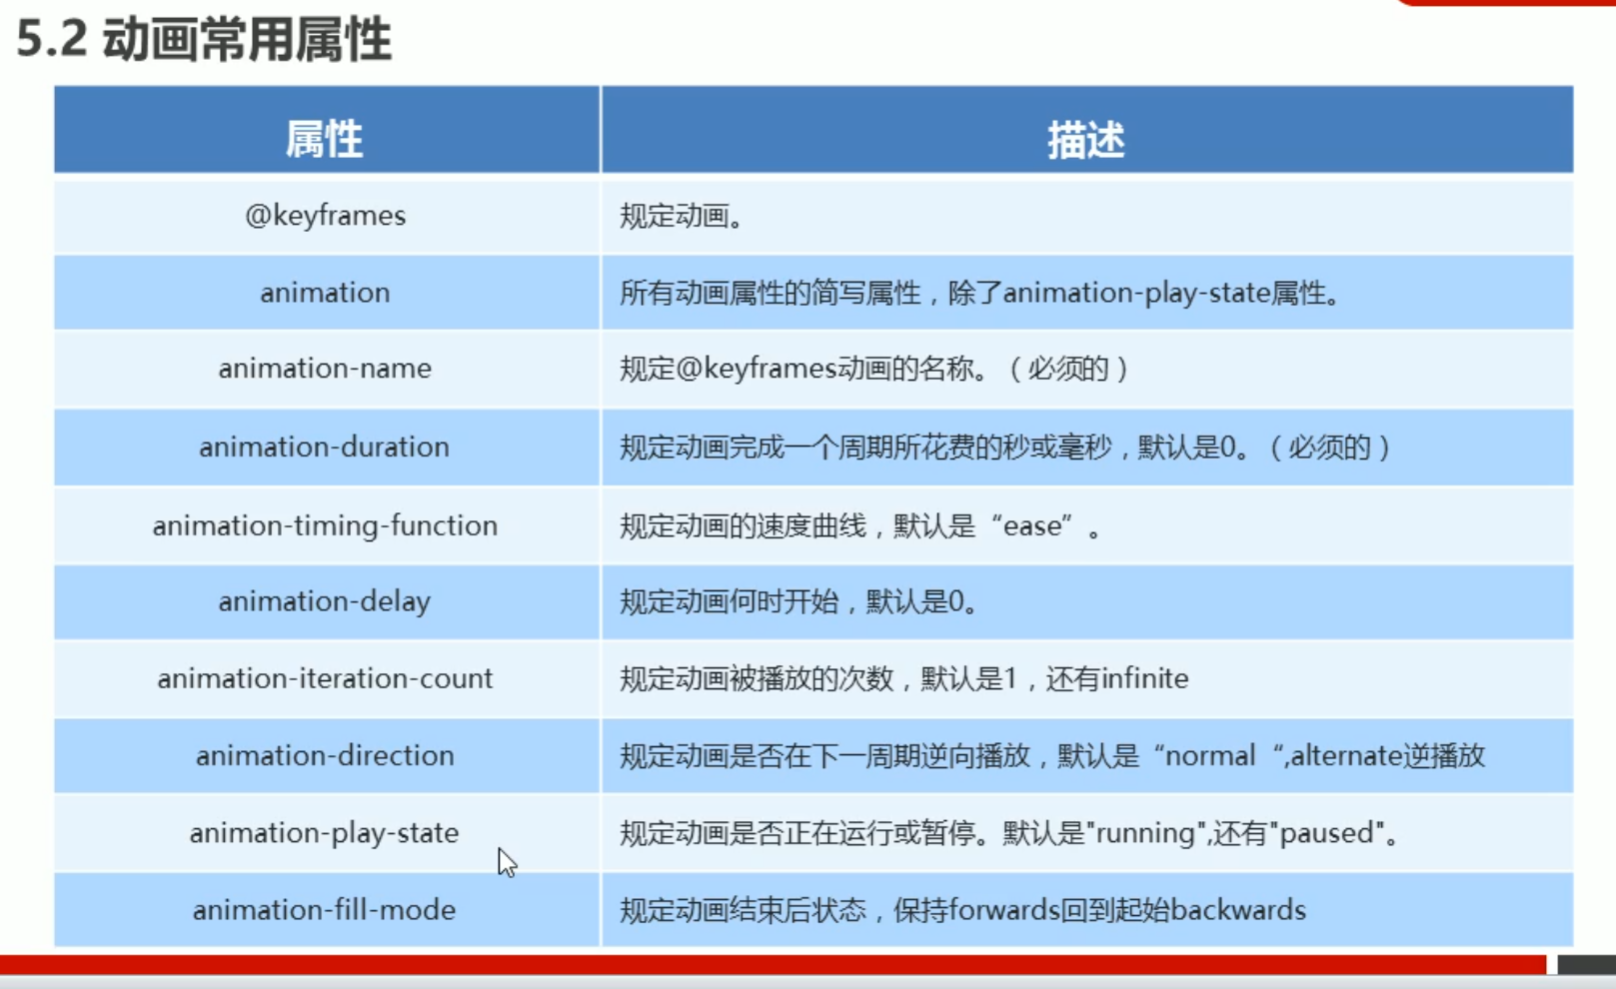 5.2 动画常用属性
属性 描述
@keyframes 规定动画。
animation 所有动画属性的简写属性，除了animation-play-state属性。
animation-name 规定@keyframes动画的名称。（必须的）
animation-duration 规定动画完成一个周期所花费的秒或毫秒，默认是0。（必须的）
animation-timing-function 规定动画的速度曲线，默认是“ease”。
animation-delay 规定动画何时开始，默认是0。
animation-iteration-count 规定动画被播放的次数，默认是1，还有infinite
animation-direction 规定动画是否在下一周期逆向播放，默认是“normal“,alternate逆播放
animation-play-state 规定动画是否正在运行或暂停。默认是"running",还有"paused"。
animation-fill-mode 规定动画结束后状态，保持forwards回到起始backwards